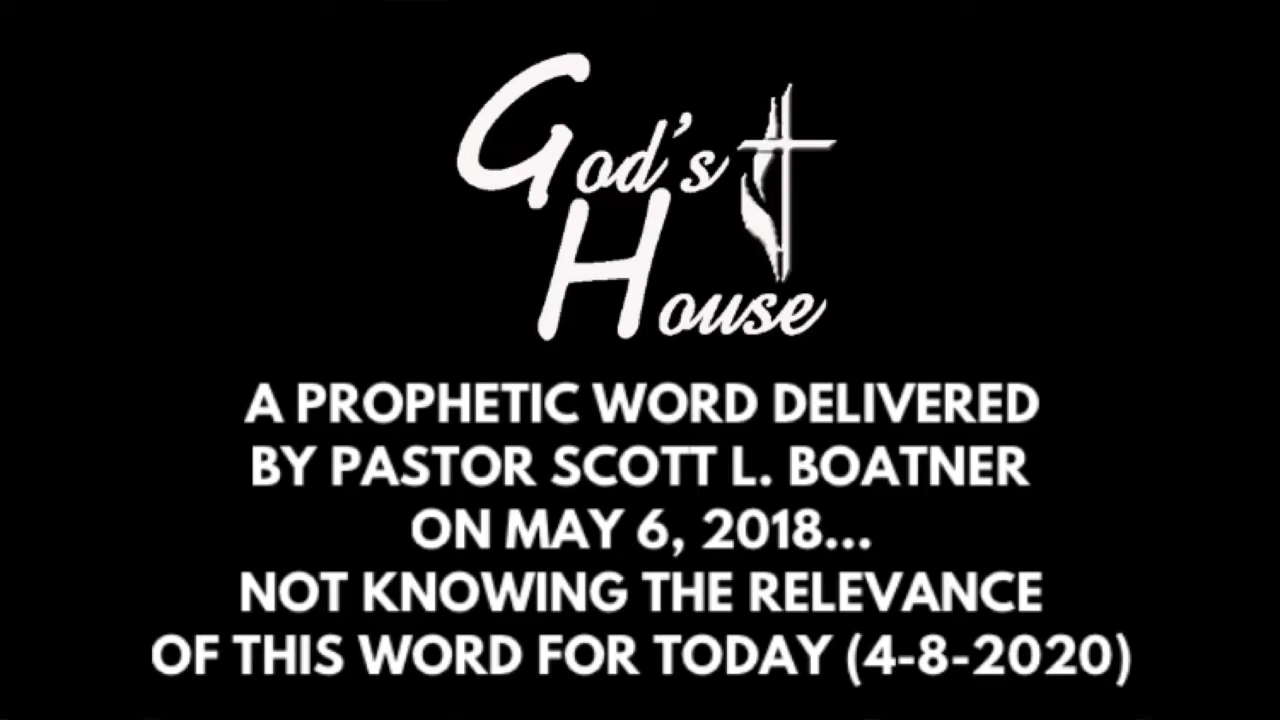 God's
House
A PROPHETIC WORD DELIVERED
BY PASTOR SCOTT L. BOATNER
ON MAY 6, 2018...
NOT KNOWING THE RELEVANCE
OF THIS WORD FOR TODAY (4-8-2020)